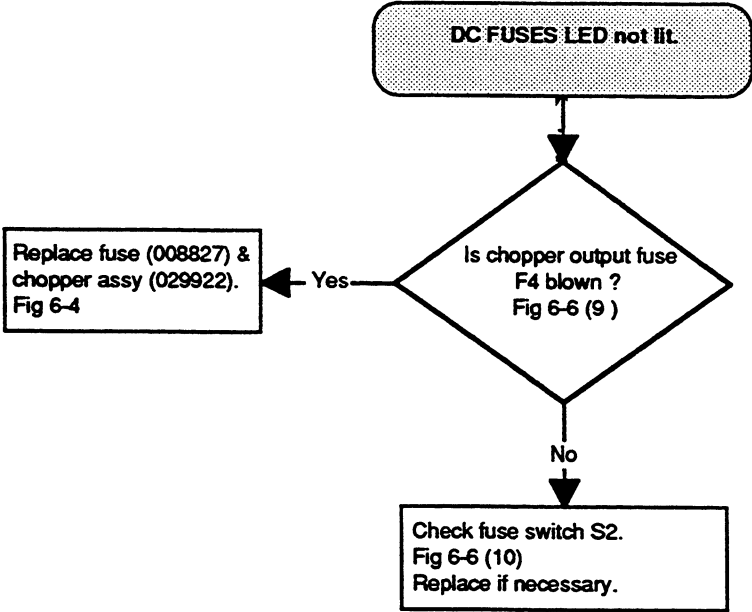 DC FUSES LED not lit.
Is chopper output fuse
F4 blown ?
Fig 6-6 (9 )
Yes
Replace fuse (008827) &
chopper assy (029922).
Fig 6-4
No
Check fuse switch S2.
Fig 6-6 (10)
Replace if necessary.